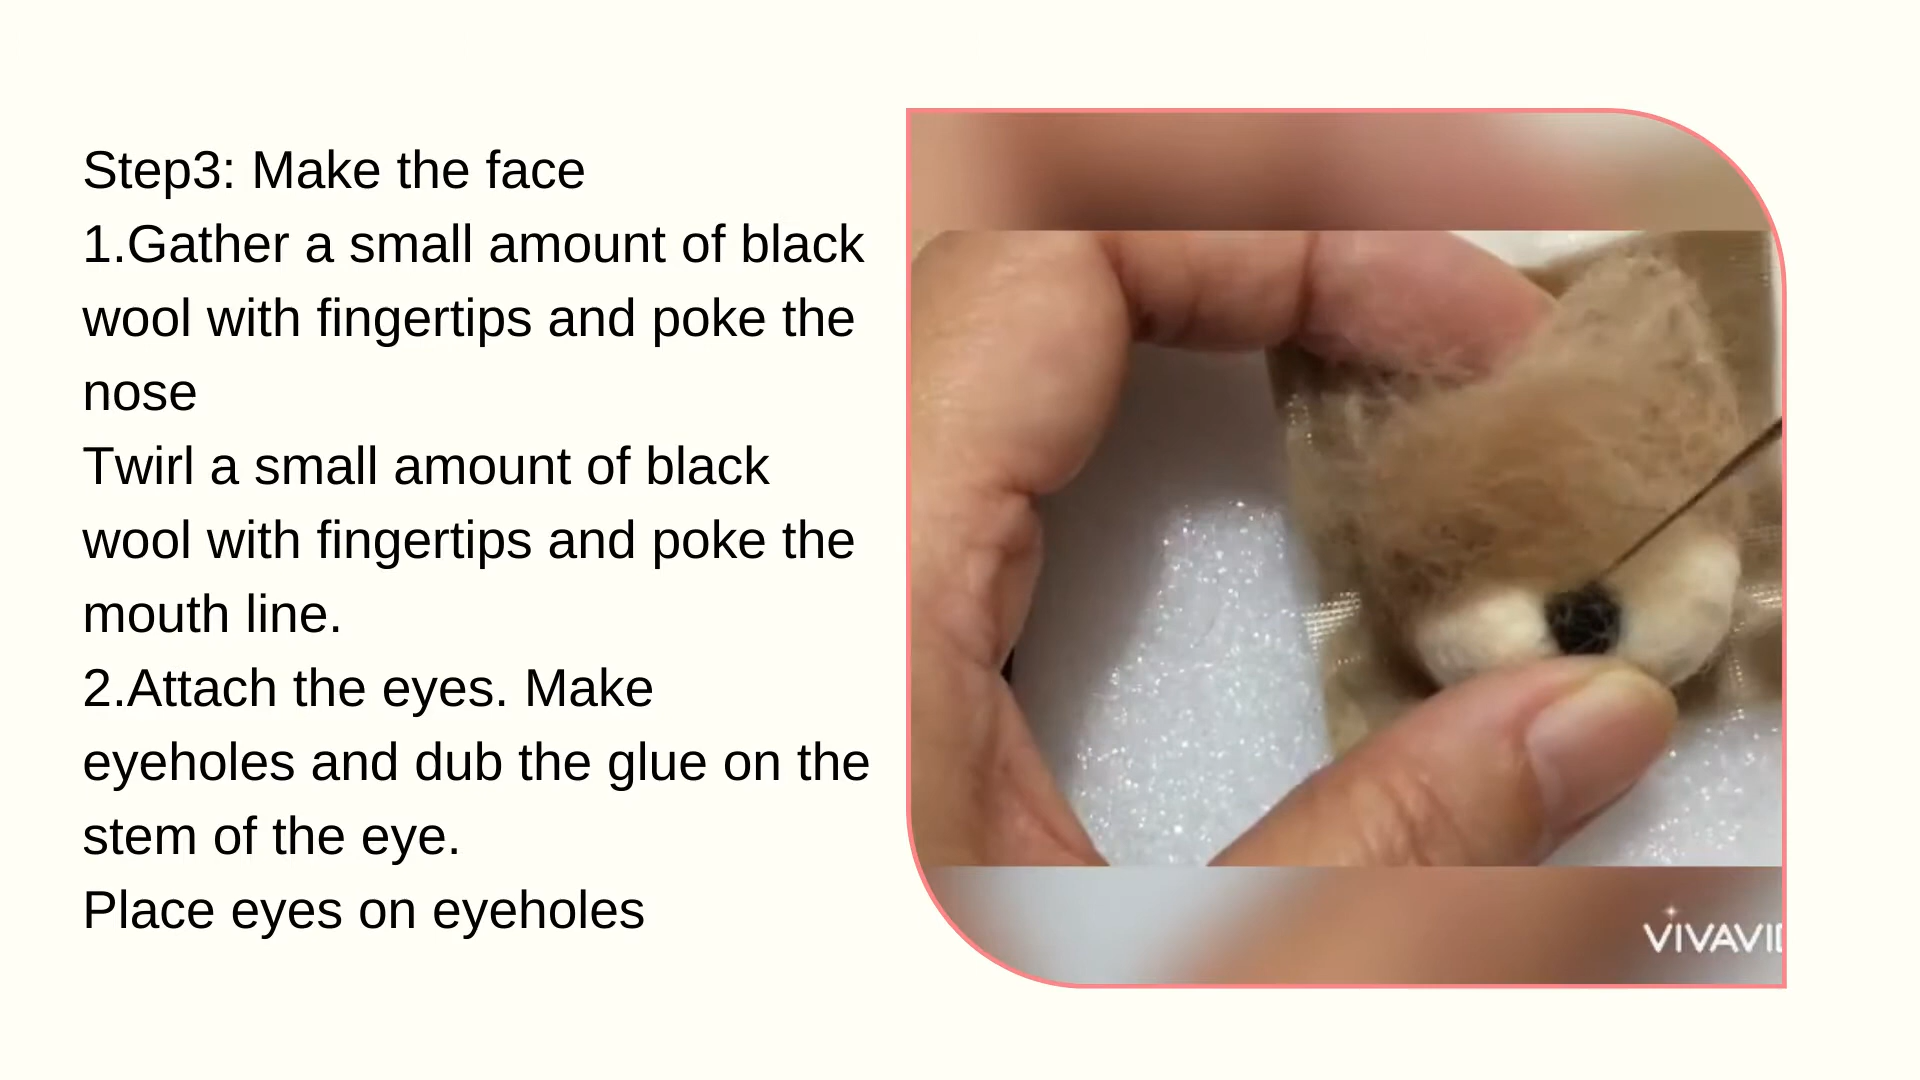 Step3: Make the face
1.Gather a small amount of black
wool with fingertips and poke the
nose
Twirl a small amount of black
wool with fingertips and poke the
mouth line.
2.Attach the eyes. Make
eyeholes and dub the glue on the
stem of the eye.
Place eyes on eyeholes